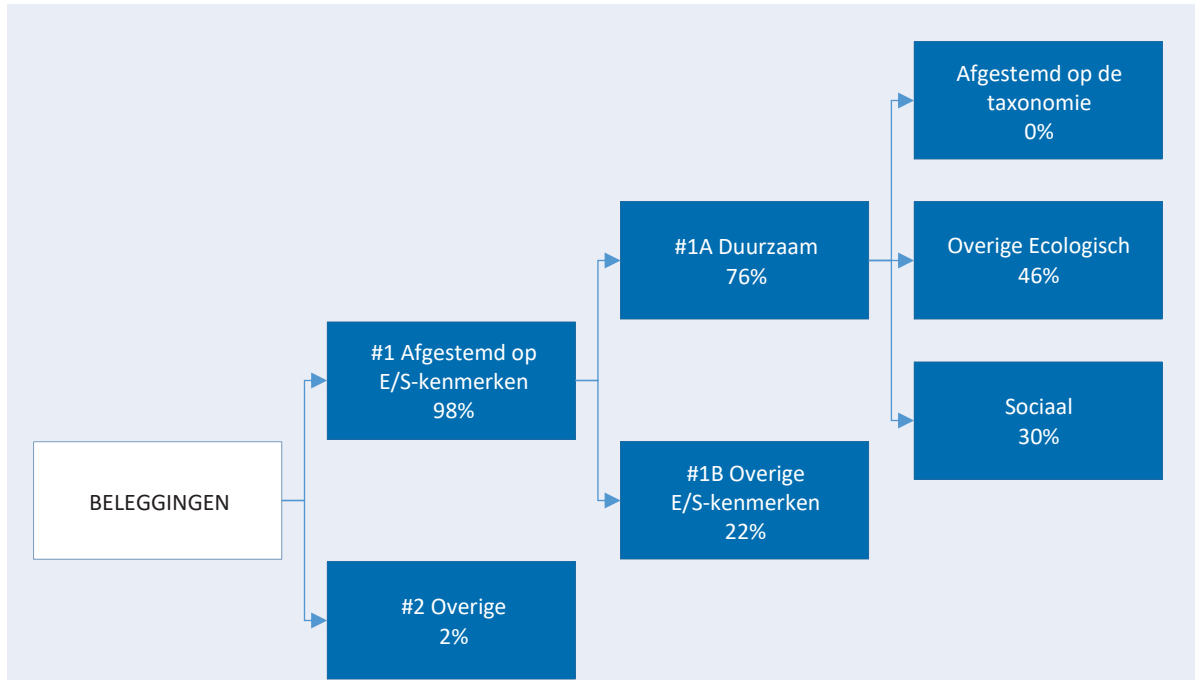 BELEGGINGEN
#1 Afgestemd op
E/S-kenmerken
98%
#2 Overige
2%
#1A Duurzaam
76%
#1B Overige
E/S-kenmerken
22%
Afgestemd op de
taxonomie
0%
Overige Ecologisch
46%
Sociaal
30%